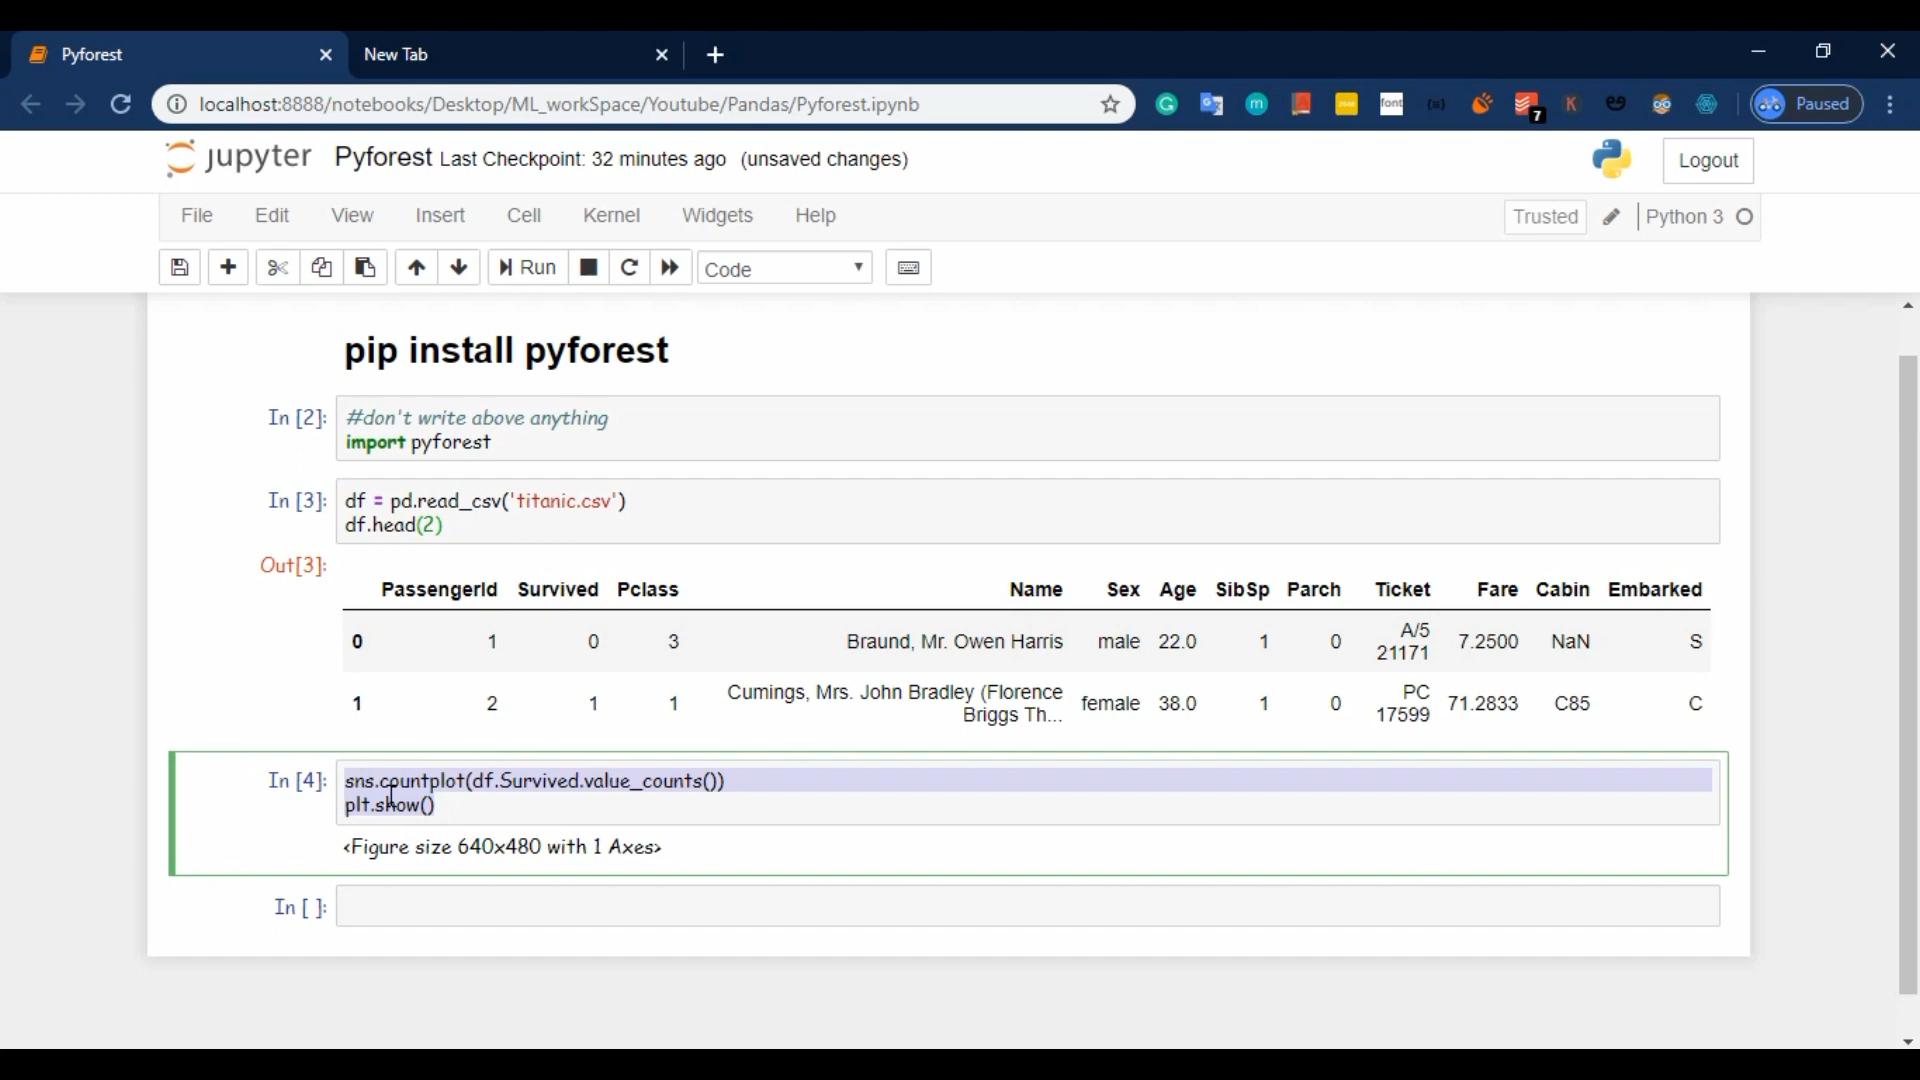 Pyforest
New Tab
localhost:8888/notebooks/Desktop/ML_workSpace/Youtube/Pandas/Pyforest.ipynb
font
7
K
Paused
jupyter Pyforest Last Checkpoint: 32 minutes ago (unsaved changes)
Logout
File Edit View Insert Cell Kernel Widgets Help
Trusted Python 3
Run Code
pip install pyforest
In [2]: #don't write above anything
import pyforest
In [3]: df = pd.read_csv('titanic.csv')
df.head(2)
Out[3]:
PassengerId Survived Pclass Name Sex Age SibSp Parch Ticket Fare Cabin Embarked
0 1 0 3 Braund, Mr. Owen Harris male 22.0 1 0 A/5 21171 7.2500 NaN S
1 2 1 1 Cumings, Mrs. John Bradley (Florence Briggs Th... female 38.0 1 0 PC 17599 71.2833 C85 C
In [4]: sns.countplot(df.Survived.value_counts())
plt.show()
<Figure size 640x480 with 1 Axes>
In [ ]: